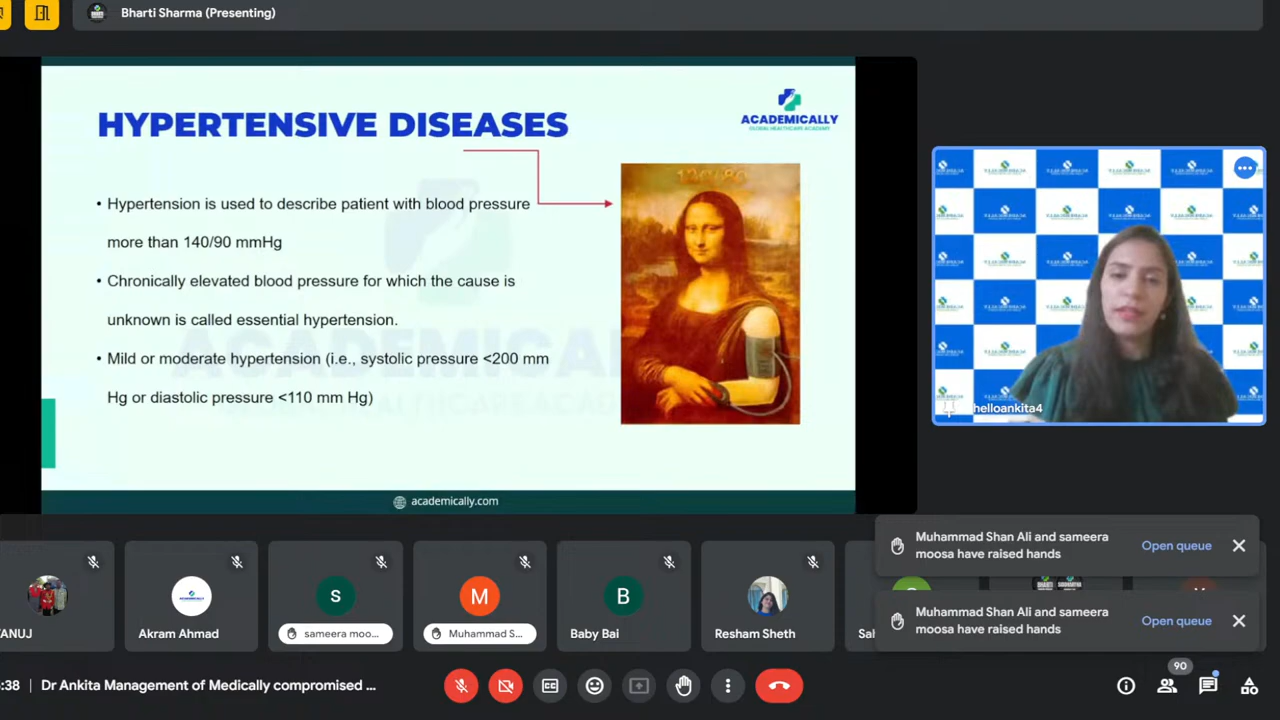 Bharti Sharma (Presenting)
HYPERTENSIVE DISEASES
ACADEMICALLY
GLOBAL HEALTHCARE ACADEMY
• Hypertension is used to describe patient with blood pressure
more than 140/90 mmHg
• Chronically elevated blood pressure for which the cause is
unknown is called essential hypertension.
• Mild or moderate hypertension (i.e., systolic pressure <200 mm
Hg or diastolic pressure <110 mm Hg)
academically.com
helloankita4
Muhammad Shan Ali and sameera
moosa have raised hands
Open queue
Muhammad Shan Ali and sameera
moosa have raised hands
Open queue
S
M
B
ANUJ
Akram Ahmad
sameera moo...
Muhammad S...
Baby Bai
Resham Sheth
Sal
90
5:38 | Dr Ankita Management of Medically compromised ...